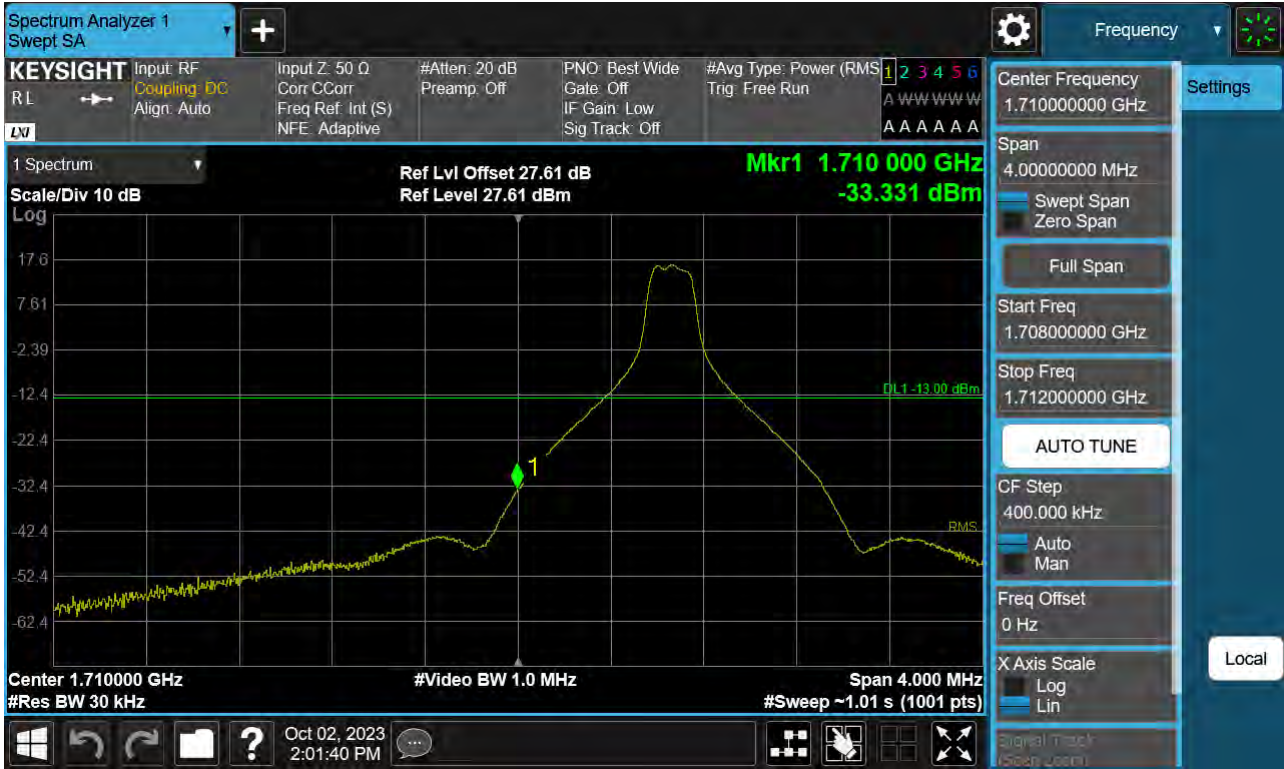 Spectrum Analyzer 1
Swept SA
+
Frequency
KEYSIGHT
RL
LXI
Input: RF
Coupling: DC
Align: Auto
Input Z: 50 Ω
Corr CCorr
Freq Ref: Int (S)
NFE: Adaptive
#Atten: 20 dB
Preamp: Off
PNO: Best Wide
Gate: Off
IF Gain: Low
Sig Track: Off
#Avg Type: Power (RMS
Trig: Free Run
1 2 3 4 5 6
A W W W W W
A A A A A A
1 Spectrum
Scale/Div 10 dB
Log
Ref Lvl Offset 27.61 dB
Ref Level 27.61 dBm
Mkr1 1.710 000 GHz
-33.331 dBm
17.6
7.61
-2.39
-12.4
-22.4
-32.4
-42.4
-52.4
-62.4
DL1 -13.00 dBm
1
RMS
Center 1.710000 GHz
#Res BW 30 kHz
#Video BW 1.0 MHz
Span 4.000 MHz
#Sweep ~1.01 s (1001 pts)
Center Frequency
1.710000000 GHz
Settings
Span
4.00000000 MHz
Swept Span
Zero Span
Full Span
Start Freq
1.708000000 GHz
Stop Freq
1.712000000 GHz
AUTO TUNE
CF Step
400.000 kHz
Auto
Man
Freq Offset
0 Hz
X Axis Scale
Log
Lin
Local
Signal Track
(Span Zoom)
?
Oct 02, 2023
2:01:40 PM